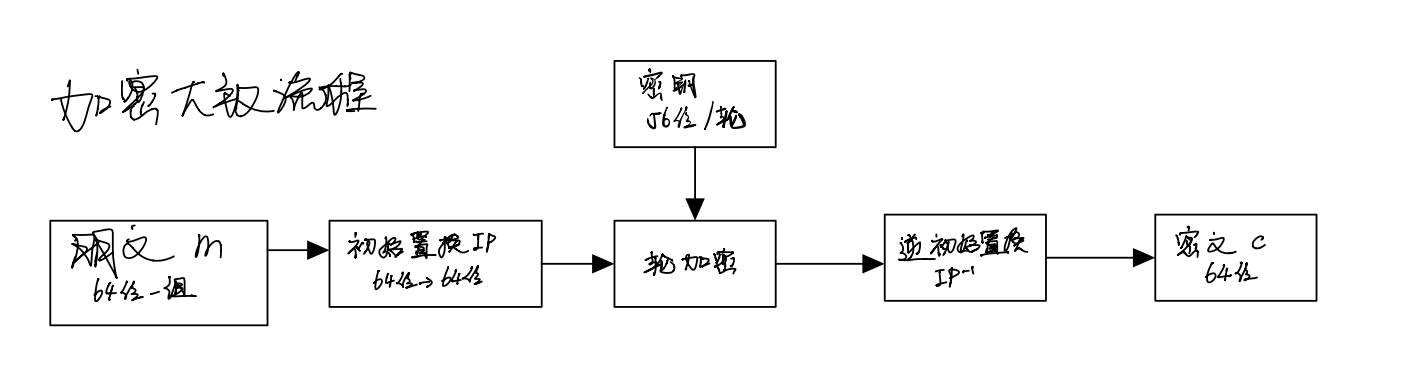 加密大致流程
密钥
56位/轮
明文 m
64位一组
初始置换 IP
64位→64位
轮加密
逆初始置换
IP⁻¹
密文 c
64位